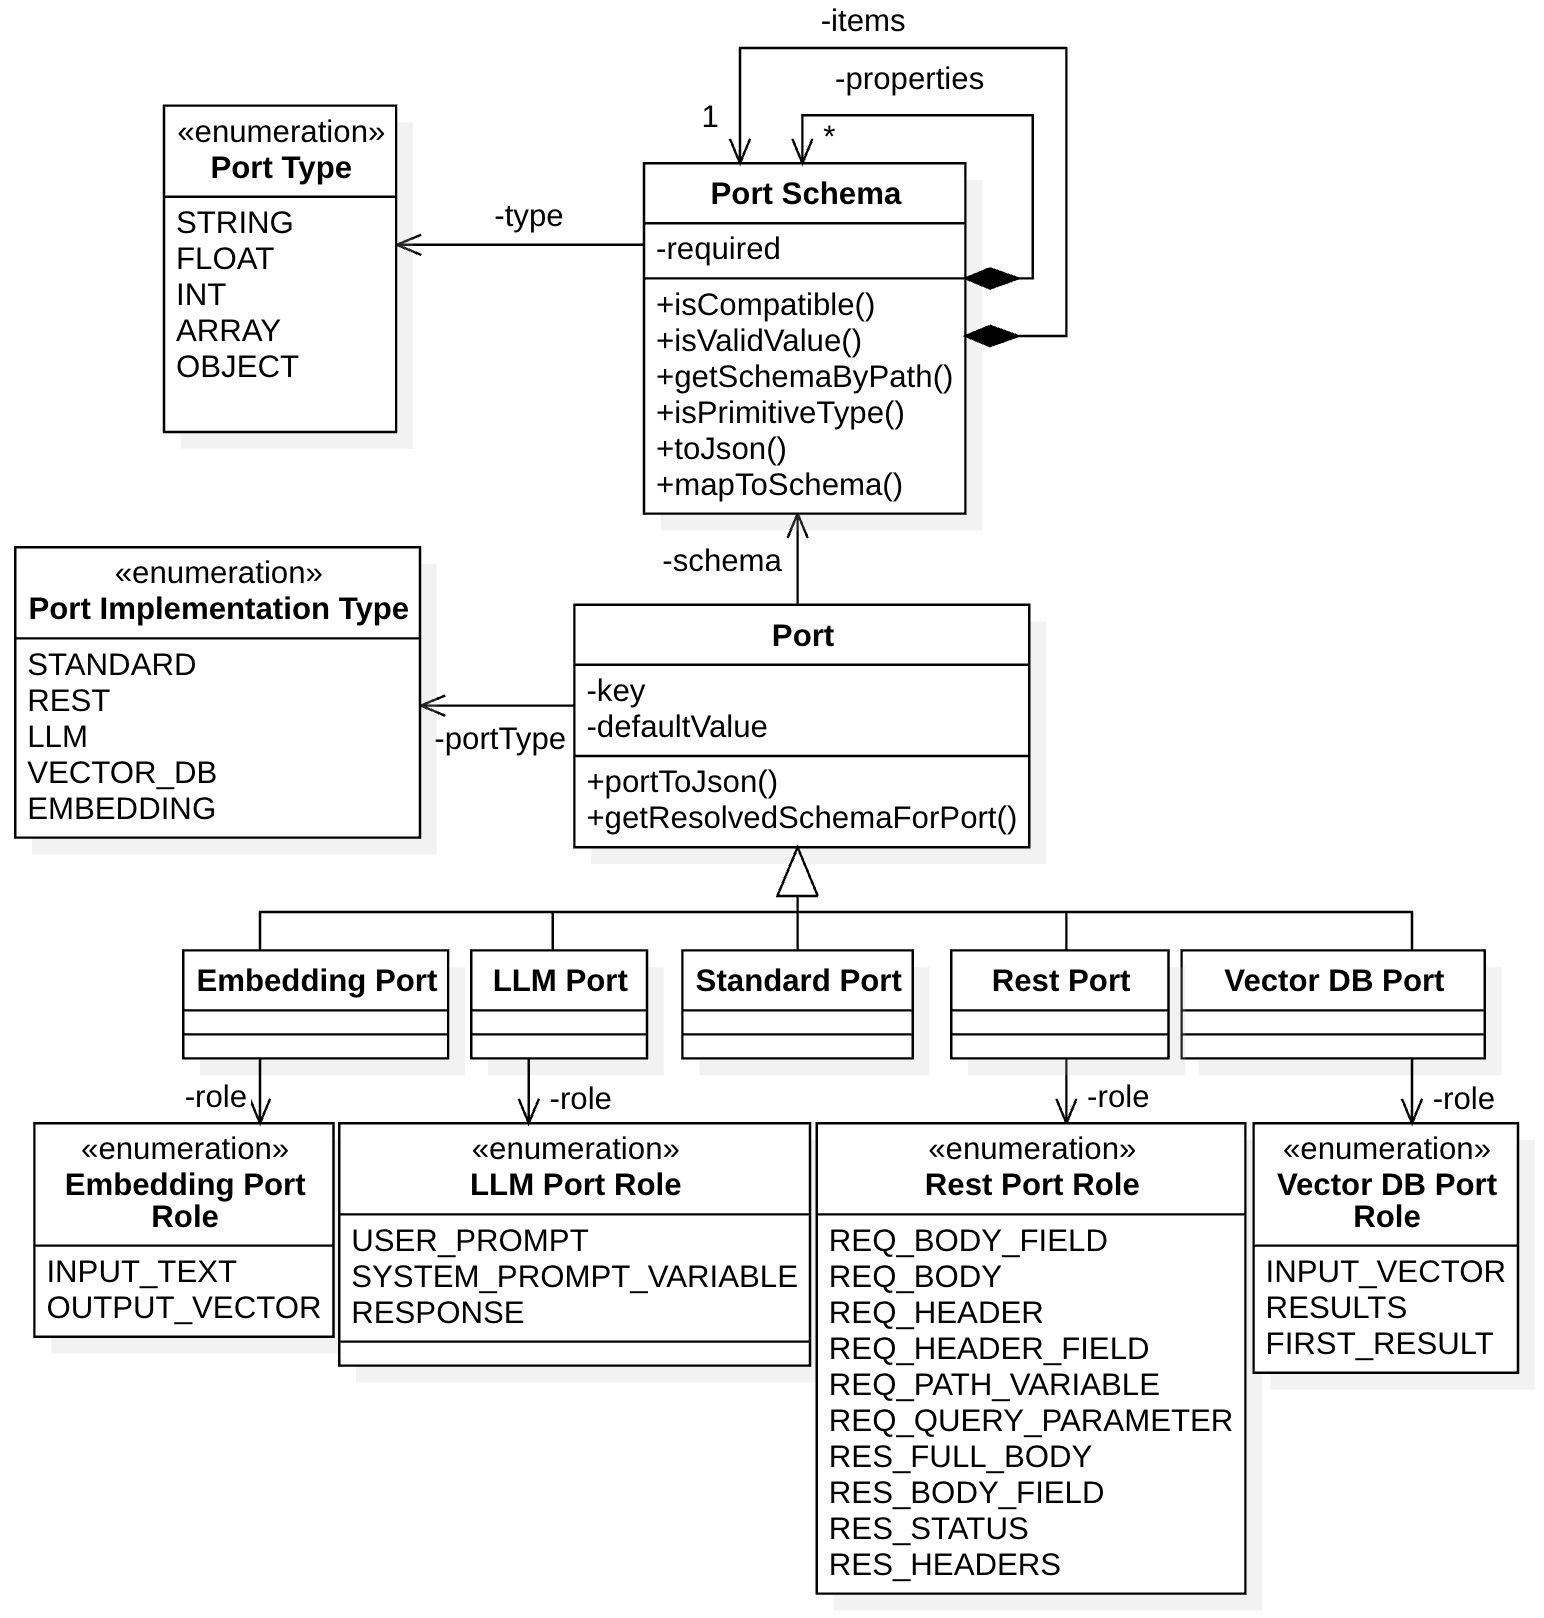 -items
-properties
1
*
«enumeration»
Port Type
STRING
FLOAT
INT
ARRAY
OBJECT
-type
Port Schema
-required
+isCompatible()
+isValidValue()
+getSchemaByPath()
+isPrimitiveType()
+toJson()
+mapToSchema()
-schema
«enumeration»
Port Implementation Type
STANDARD
REST
LLM
VECTOR_DB
EMBEDDING
-portType
Port
-key
-defaultValue
+portToJson()
+getResolvedSchemaForPort()
Embedding Port
LLM Port
Standard Port
Rest Port
Vector DB Port
-role
-role
-role
-role
«enumeration»
Embedding Port
Role
INPUT_TEXT
OUTPUT_VECTOR
«enumeration»
LLM Port Role
USER_PROMPT
SYSTEM_PROMPT_VARIABLE
RESPONSE
«enumeration»
Rest Port Role
REQ_BODY_FIELD
REQ_BODY
REQ_HEADER
REQ_HEADER_FIELD
REQ_PATH_VARIABLE
REQ_QUERY_PARAMETER
RES_FULL_BODY
RES_BODY_FIELD
RES_STATUS
RES_HEADERS
«enumeration»
Vector DB Port
Role
INPUT_VECTOR
RESULTS
FIRST_RESULT